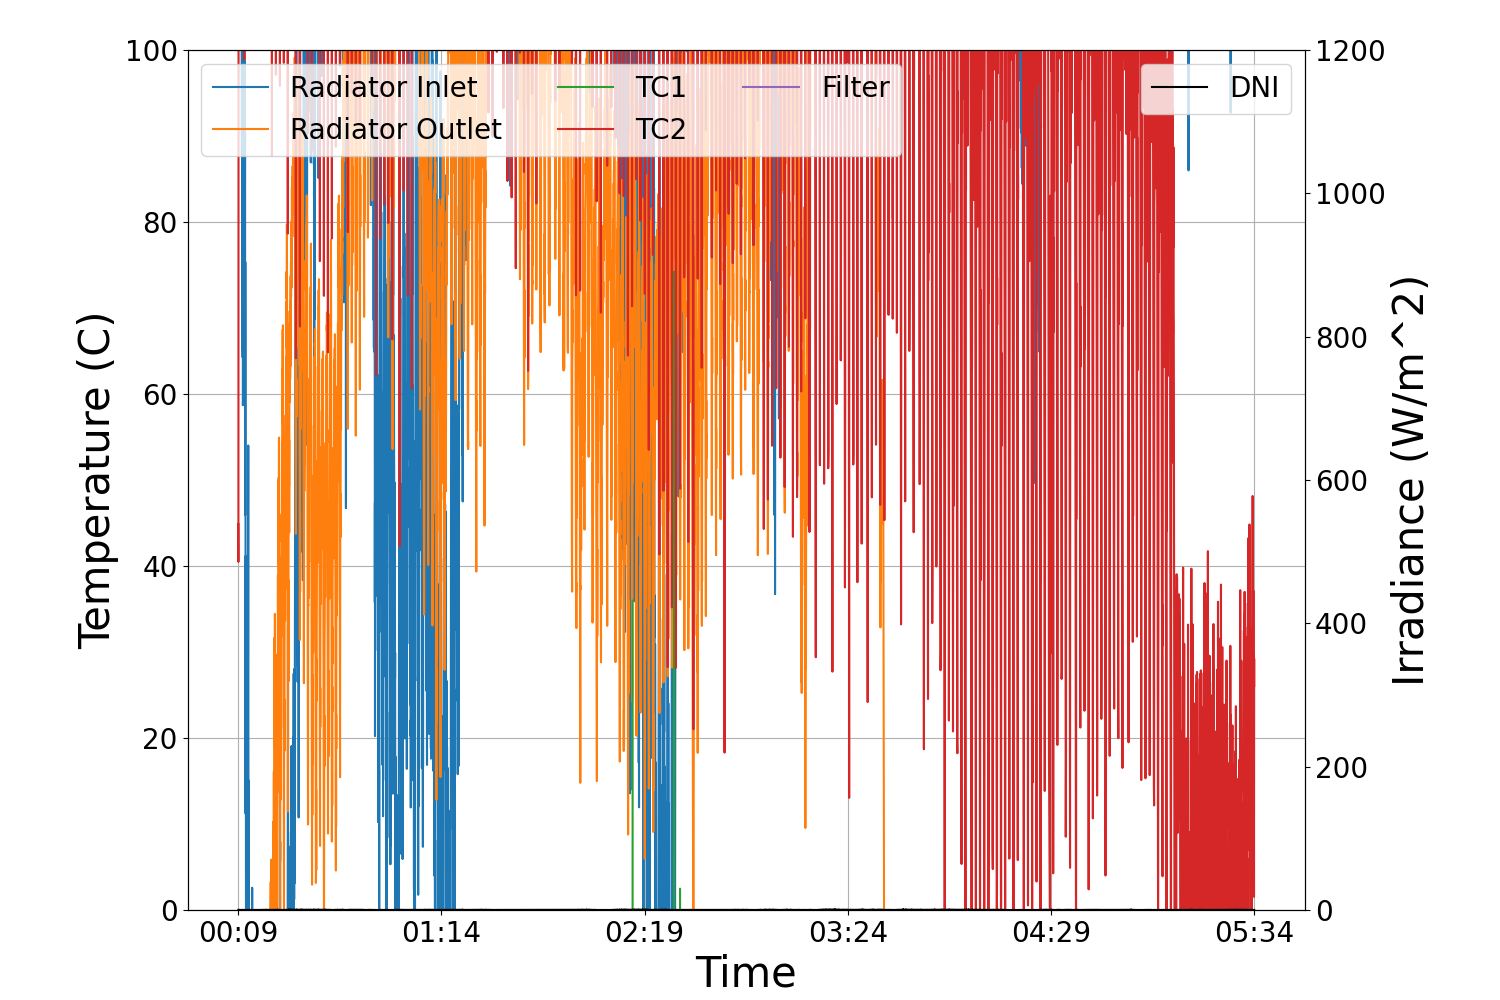 100
80
60
40
20
0
Temperature (C)
Radiator Inlet
Radiator Outlet
TC1
TC2
Filter
DNI
1200
1000
800
600
400
200
0
Irradiance (W/m^2)
00:09 01:14 02:19 03:24 04:29 05:34
Time